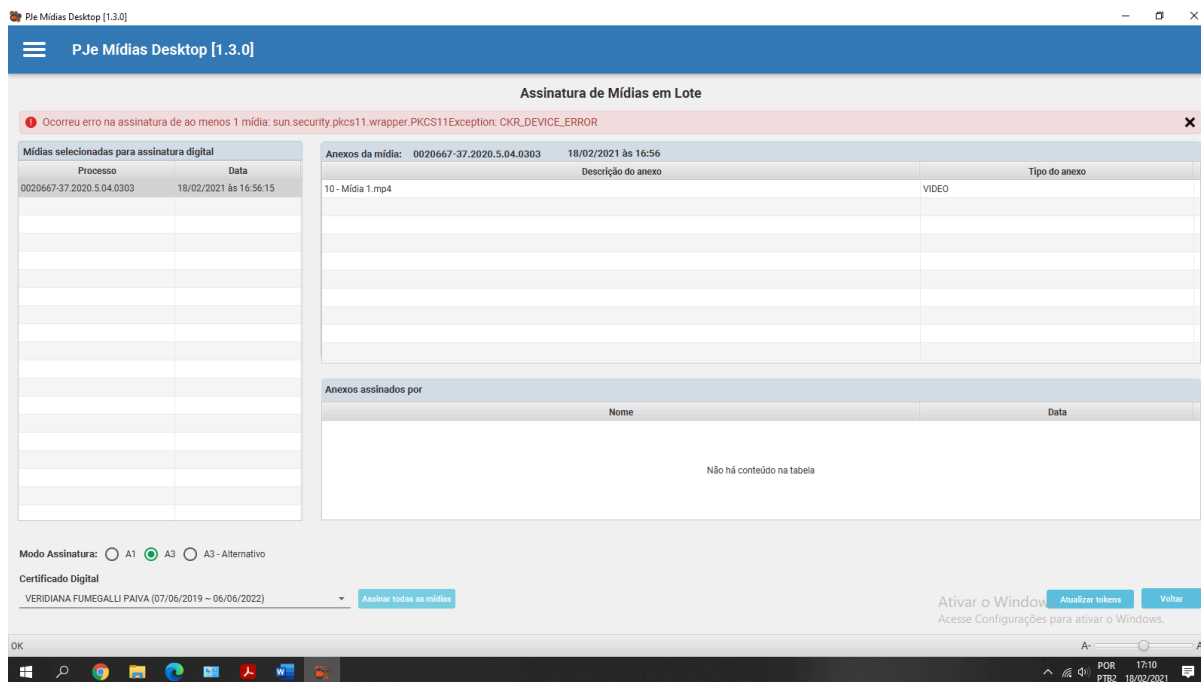 PJe Mídias Desktop [1.3.0]
PJe Mídias Desktop [1.3.0]
Assinatura de Mídias em Lote
Ocorreu erro na assinatura de ao menos 1 mídia: sun.security.pkcs11.wrapper.PKCS11Exception: CKR_DEVICE_ERROR
Mídias selecionadas para assinatura digital
Processo Data
0020667-37.2020.5.04.0303 18/02/2021 às 16:56:15
Anexos da mídia: 0020667-37.2020.5.04.0303 18/02/2021 às 16:56
Descrição do anexo Tipo do anexo
10 - Mídia 1.mp4 VIDEO
Anexos assinados por
Nome Data
Não há conteúdo na tabela
Modo Assinatura: A1 A3 A3 - Alternativo
Certificado Digital
VERIDIANA FUMEGALLI PAIVA (07/06/2019 ~ 06/06/2022) Assinar todas as mídias
Ativar o Window Atualizar tokens Voltar
Acesse Configurações para ativar o Windows.
OK A- A
POR 17:10
PTB2 18/02/2021